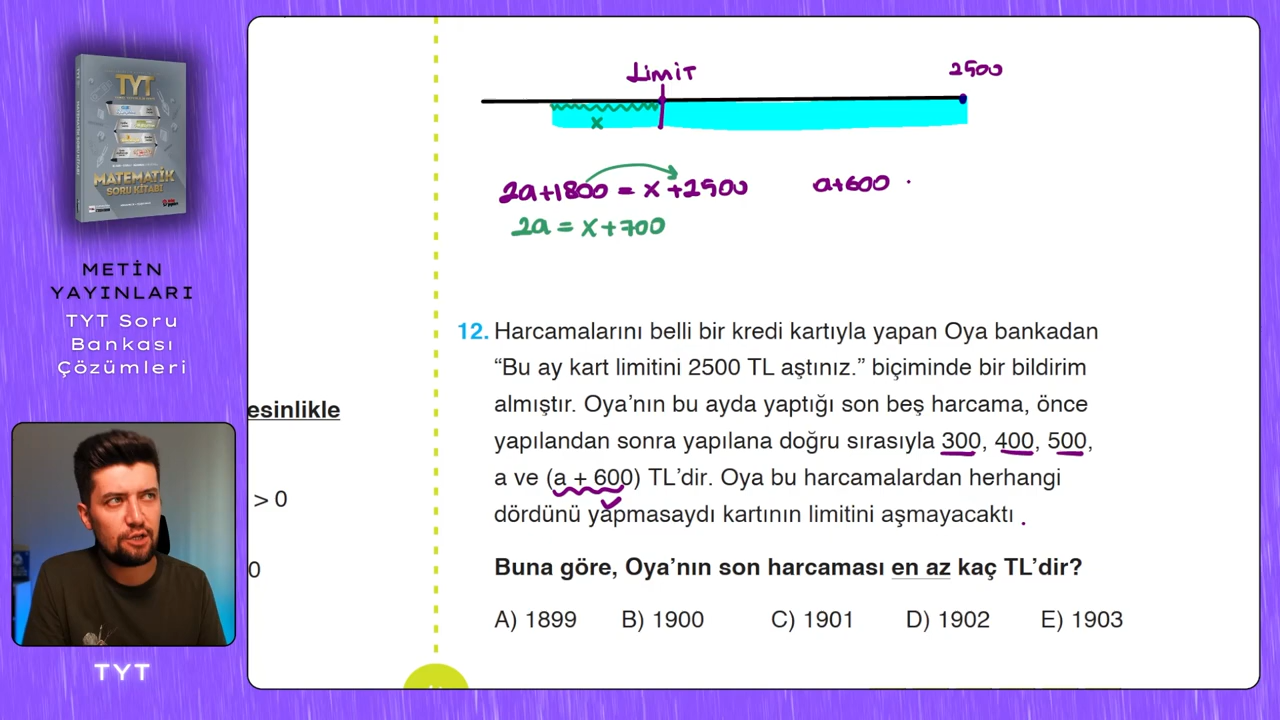 TYT
MATEMATİK
SORU KİTABI
METİN
YAYINLARI
TYT Soru
Bankası
Çözümleri
TYT
esinlikle
> 0
0
Limit
2500
x
2a+1800 = x+2500
a+600 .
2a = x+700
12. Harcamalarını belli bir kredi kartıyla yapan Oya bankadan
“Bu ay kart limitini 2500 TL aştınız.” biçiminde bir bildirim
almıştır. Oya’nın bu ayda yaptığı son beş harcama, önce
yapılandan sonra yapılana doğru sırasıyla 300, 400, 500,
a ve (a + 600) TL’dir. Oya bu harcamalardan herhangi
dördünü yapmasaydı kartının limitini aşmayacaktı .
Buna göre, Oya’nın son harcaması en az kaç TL’dir?
A) 1899 B) 1900 C) 1901 D) 1902 E) 1903